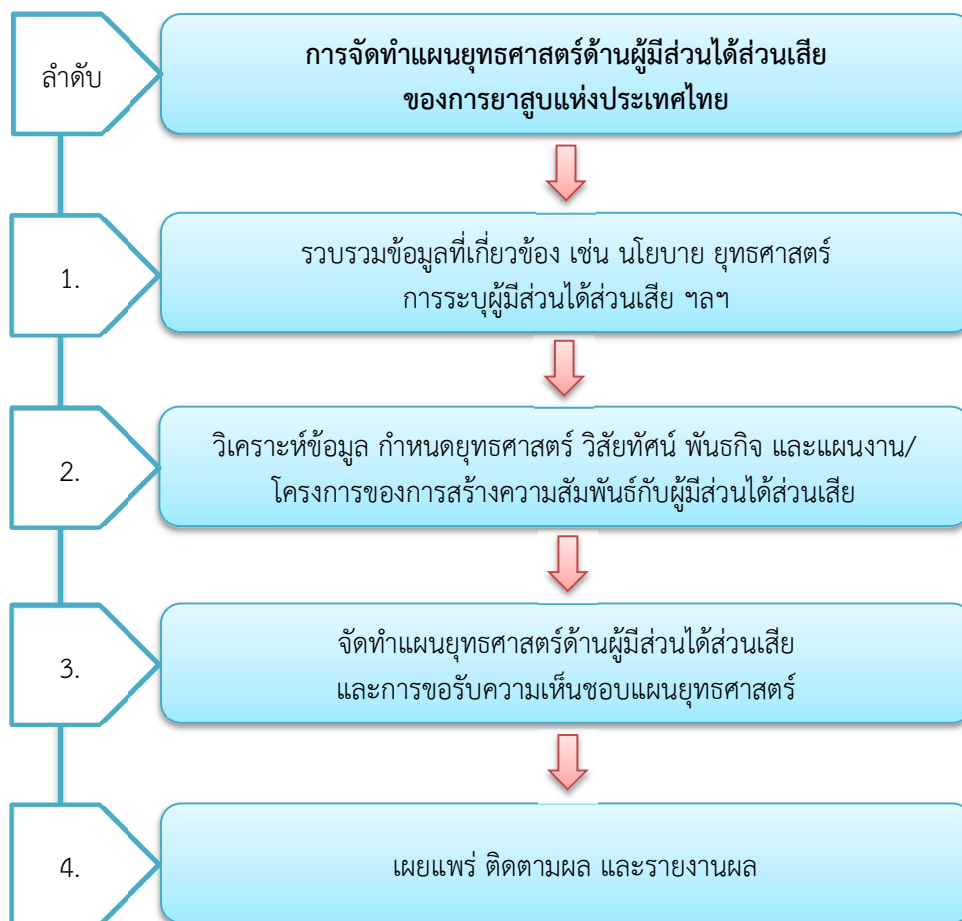 ลำดับ
การจัดทำแผนยุทธศาสตร์ด้านผู้มีส่วนได้ส่วนเสีย
ของการยาสูบแห่งประเทศไทย
1.
รวบรวมข้อมูลที่เกี่ยวข้อง เช่น นโยบาย ยุทธศาสตร์
การระบุผู้มีส่วนได้ส่วนเสีย ฯลฯ
2.
วิเคราะห์ข้อมูล กำหนดยุทธศาสตร์ วิสัยทัศน์ พันธกิจ และแผนงาน/
โครงการของการสร้างความสัมพันธ์กับผู้มีส่วนได้ส่วนเสีย
3.
จัดทำแผนยุทธศาสตร์ด้านผู้มีส่วนได้ส่วนเสีย
และการขอรับความเห็นชอบแผนยุทธศาสตร์
4.
เผยแพร่ ติดตามผล และรายงานผล